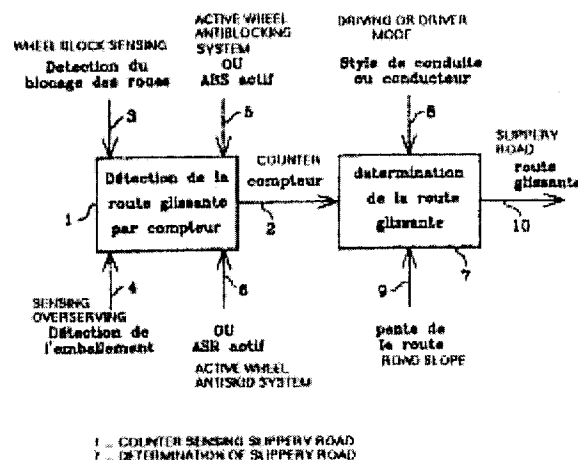 ACTIVE WHEEL
ANTIBLOCKING
SYSTEM
DRIVING OR DRIVER
MODE
WHEEL BLOCK SENSING
Détection du
blocage des roues
OU
ABS actif
Style de conduite
ou conducteur
3
5
8
SLIPPERY
ROAD
route
glissante
COUNTER
compteur
Détection de la
route glissante
par compteur
détermination
de la route
glissante
1
2
10
7
4
6
9
SENSING
OVERSERVING
Détection de
l'emballement
OU
ASR actif
ACTIVE WHEEL
ANTISKID SYSTEM
pente de
la route
ROAD SLOPE
1 _ COUNTER SENSING SLIPPERY ROAD
7 _ DETERMINATION OF SLIPPERY ROAD